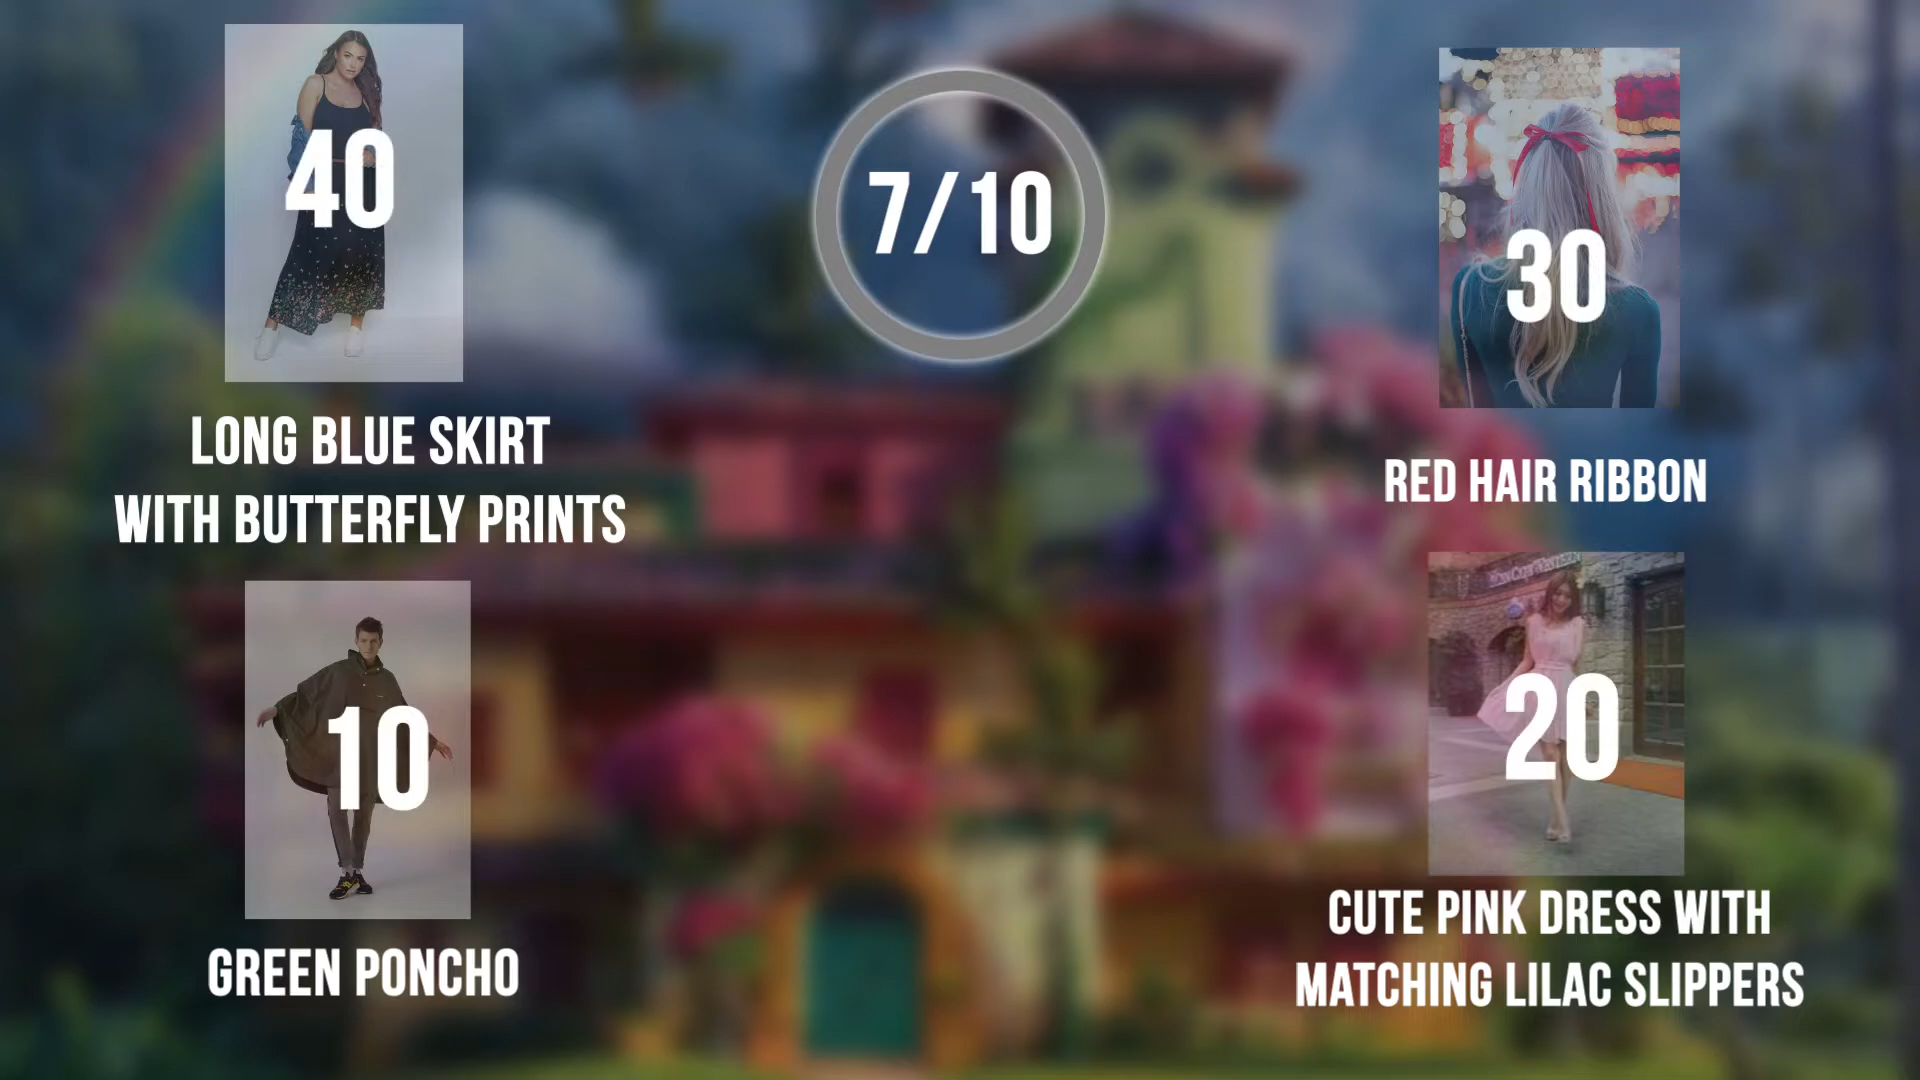 40
LONG BLUE SKIRT
WITH BUTTERFLY PRINTS
7/10
30
RED HAIR RIBBON
10
GREEN PONCHO
20
CUTE PINK DRESS WITH
MATCHING LILAC SLIPPERS